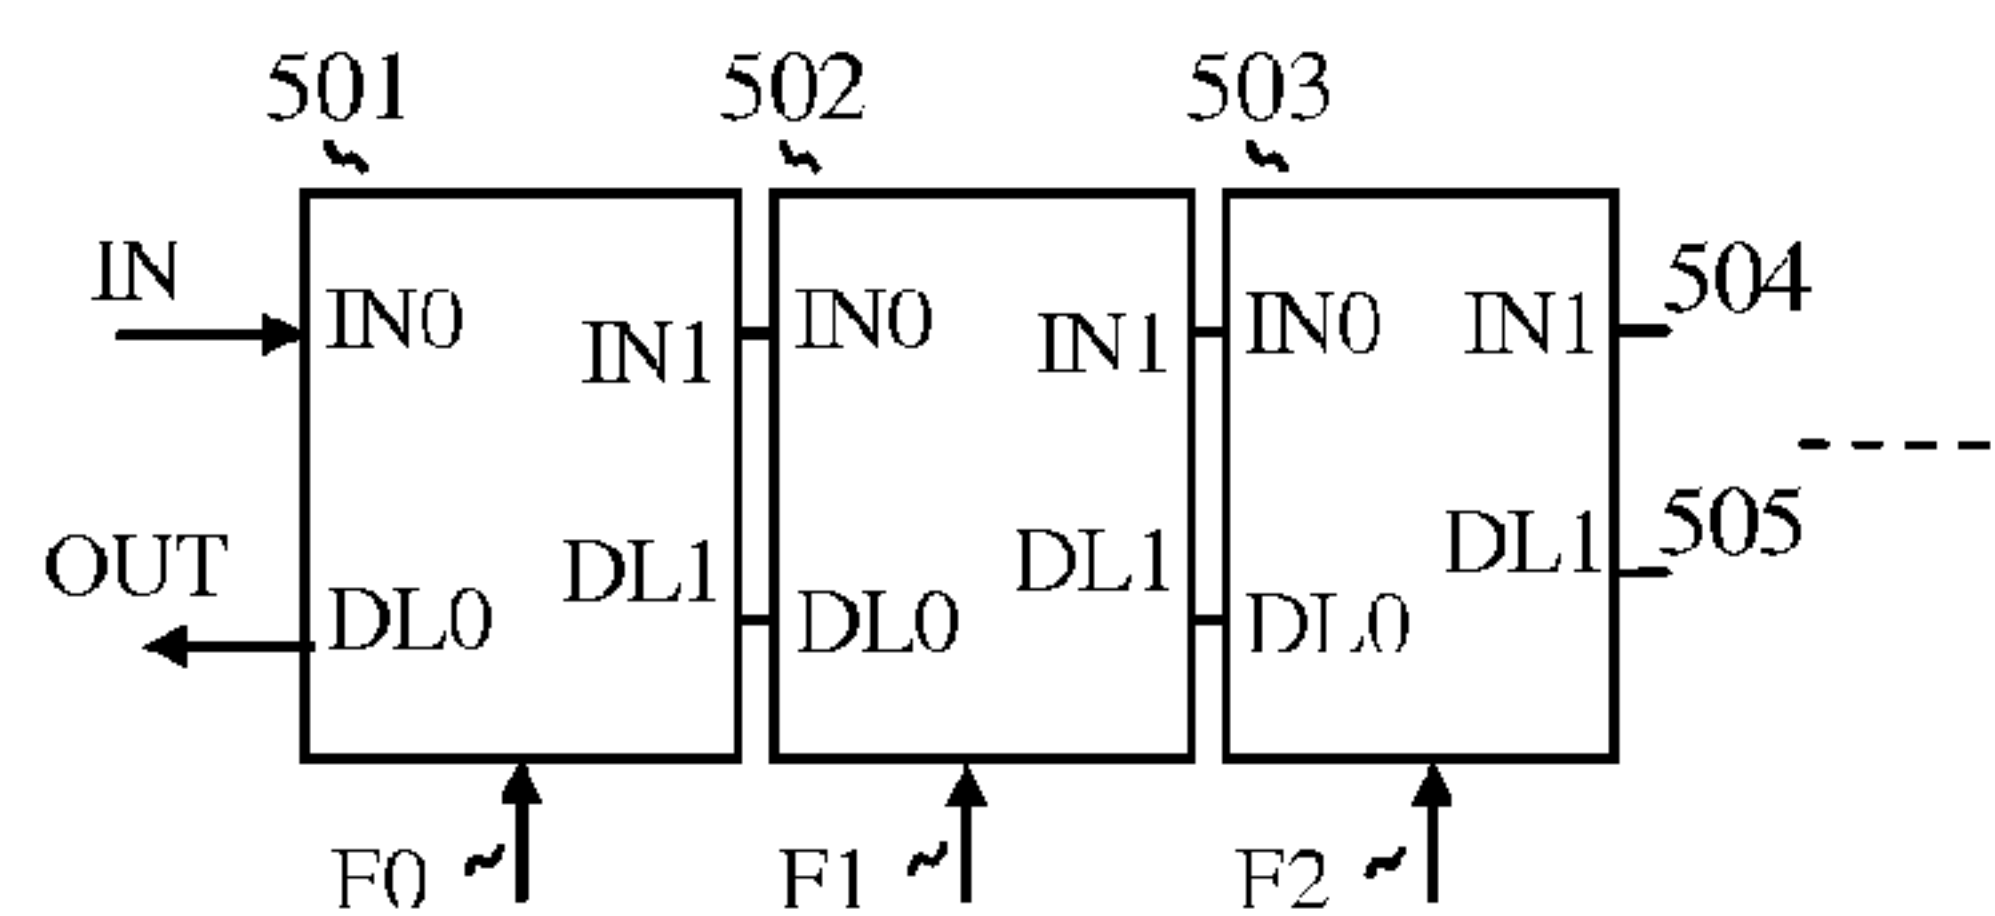 501 502 503
IN
IN0 IN1 IN0 IN1 IN0 IN1 504
OUT
DL0 DL1 DL0 DL1 DL0 DL1 505
F0 F1 F2